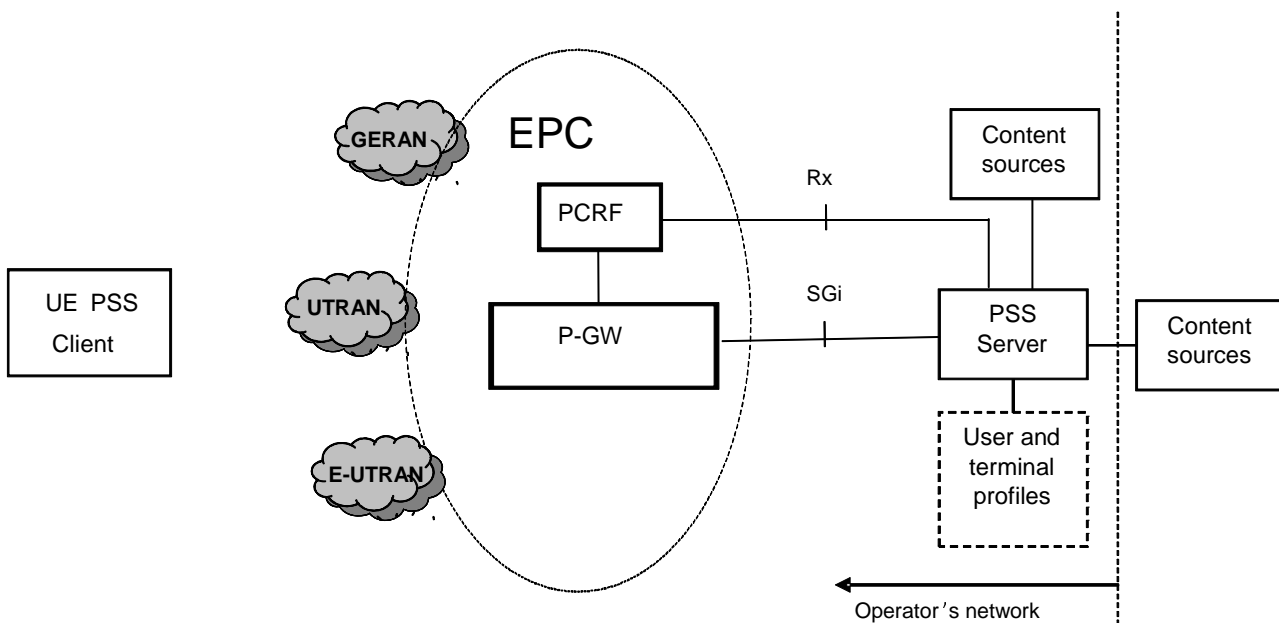 GERAN
EPC
Content
sources
Rx
PCRF
UE PSS
Client
UTRAN
SGi
P-GW
PSS
Server
Content
sources
E-UTRAN
User and
terminal
profiles
Operator's network